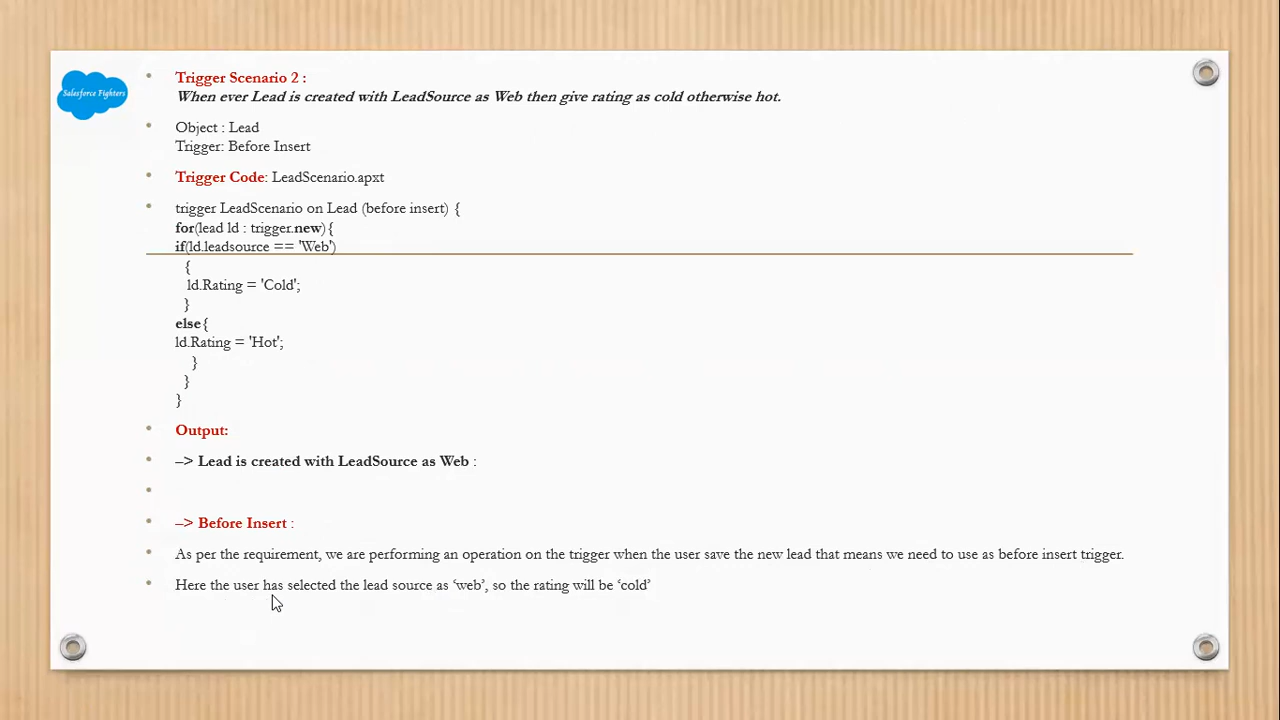 Salesforce Fighters
Trigger Scenario 2 :
When ever Lead is created with LeadSource as Web then give rating as cold otherwise hot.
Object : Lead
Trigger: Before Insert
Trigger Code: LeadScenario.apxt
trigger LeadScenario on Lead (before insert) {
for(lead ld : trigger.new){
if(ld.leadsource == 'Web')
{
ld.Rating = 'Cold';
}
else{
ld.Rating = 'Hot';
}
}
}
Output:
–> Lead is created with LeadSource as Web :
–> Before Insert :
As per the requirement, we are performing an operation on the trigger when the user save the new lead that means we need to use as before insert trigger.
Here the user has selected the lead source as ‘web’, so the rating will be ‘cold’